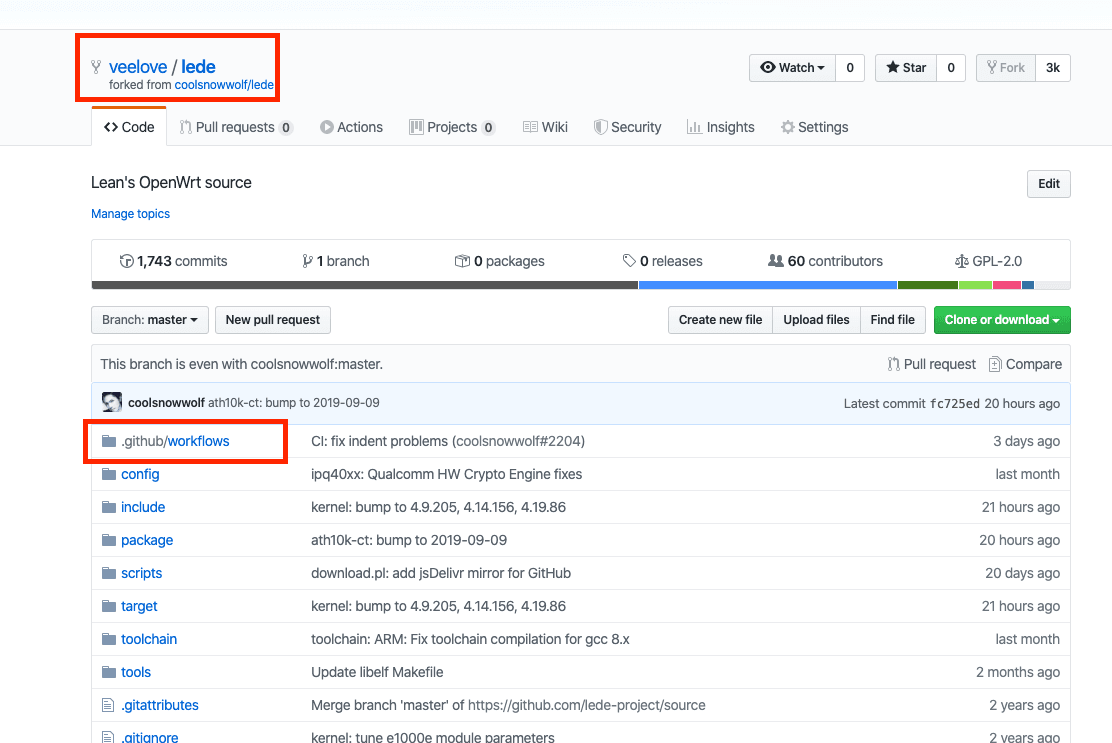 veelove / lede
forked from coolsnowwolf/lede
Watch 0 Star 0 Fork 3k
Code Pull requests 0 Actions Projects 0 Wiki Security Insights Settings
Lean's OpenWrt source
Edit
Manage topics
1,743 commits 1 branch 0 packages 0 releases 60 contributors GPL-2.0
Branch: master New pull request Create new file Upload files Find file Clone or download
This branch is even with coolsnowwolf:master. Pull request Compare
coolsnowwolf ath10k-ct: bump to 2019-09-09 Latest commit fc725ed 20 hours ago
.github/workflows CI: fix indent problems (coolsnowwolf#2204) 3 days ago
config ipq40xx: Qualcomm HW Crypto Engine fixes last month
include kernel: bump to 4.9.205, 4.14.156, 4.19.86 21 hours ago
package ath10k-ct: bump to 2019-09-09 20 hours ago
scripts download.pl: add jsDelivr mirror for GitHub 20 days ago
target kernel: bump to 4.9.205, 4.14.156, 4.19.86 21 hours ago
toolchain toolchain: ARM: Fix toolchain compilation for gcc 8.x last month
tools Update libelf Makefile 2 months ago
.gitattributes Merge branch 'master' of https://github.com/lede-project/source 2 years ago
.gitignore kernel: tune e1000e module parameters 2 years ago